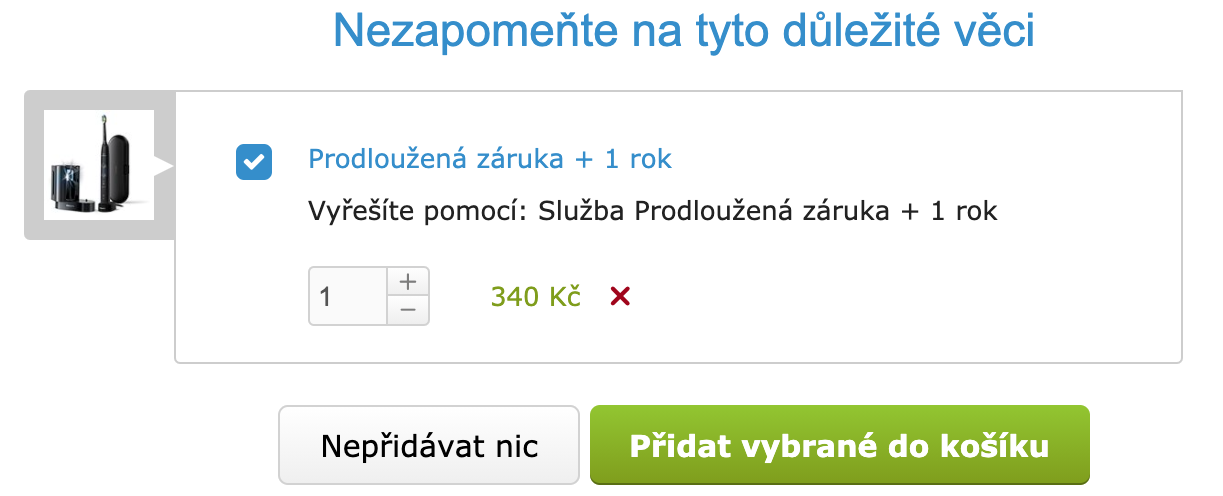 Nezapomeňte na tyto důležité věci
Prodloužená záruka + 1 rok
Vyřešíte pomocí: Služba Prodloužená záruka + 1 rok
1
+
−
340 Kč
Nepřidávat nic
Přidat vybrané do košíku